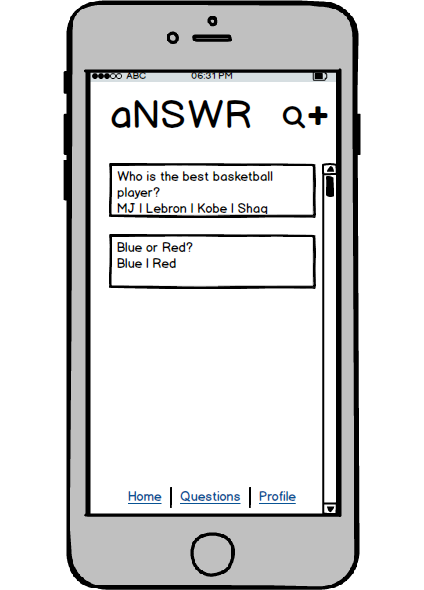 ABC 06:31 PM
aNSWR
Who is the best basketball
player?
MJ | Lebron | Kobe | Shaq
Blue or Red?
Blue | Red
Home | Questions | Profile